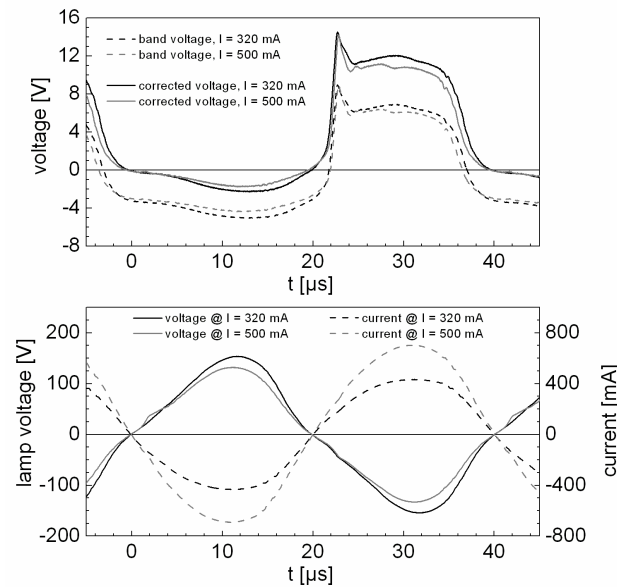 16
12
8
4
0
-4
-8
voltage [V]
band voltage, I = 320 mA
band voltage, I = 500 mA
corrected voltage, I = 320 mA
corrected voltage, I = 500 mA
0 10 20 30 40
t [µs]
voltage @ I = 320 mA current @ I = 320 mA
voltage @ I = 500 mA current @ I = 500 mA
200
100
0
-100
-200
lamp voltage [V]
800
400
0
-400
-800
current [mA]
0 10 20 30 40
t [µs]